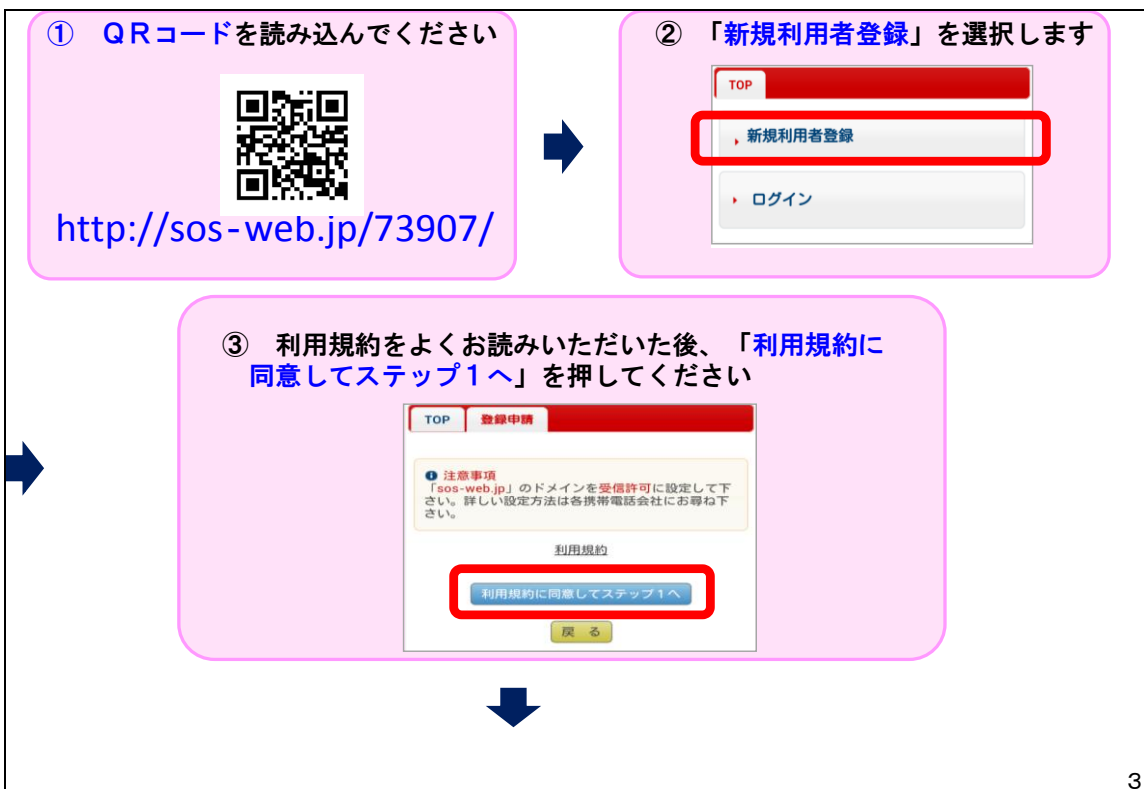 ① ＱＲコードを読み込んでください
http://sos-web.jp/73907/
② 「新規利用者登録」を選択します
TOP
新規利用者登録
ログイン
③ 利用規約をよくお読みいただいた後、「利用規約に
同意してステップ１へ」を押してください
TOP 登録申請
注意事項
「sos-web.jp」のドメインを受信許可に設定して下
さい。詳しい設定方法は各携帯電話会社にお尋ね下
さい。
利用規約
利用規約に同意してステップ1へ
戻 る
3